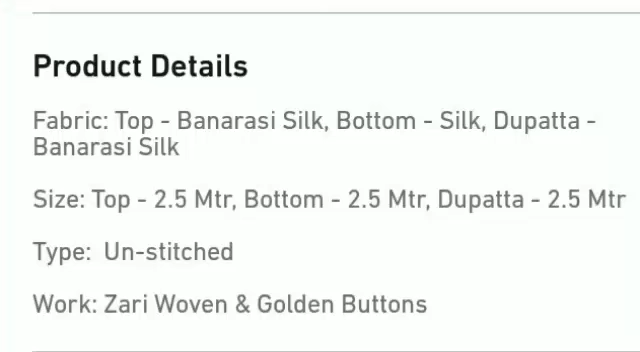 Product Details
Fabric: Top - Banarasi Silk, Bottom - Silk, Dupatta -
Banarasi Silk
Size: Top - 2.5 Mtr, Bottom - 2.5 Mtr, Dupatta - 2.5 Mtr
Type: Un-stitched
Work: Zari Woven & Golden Buttons